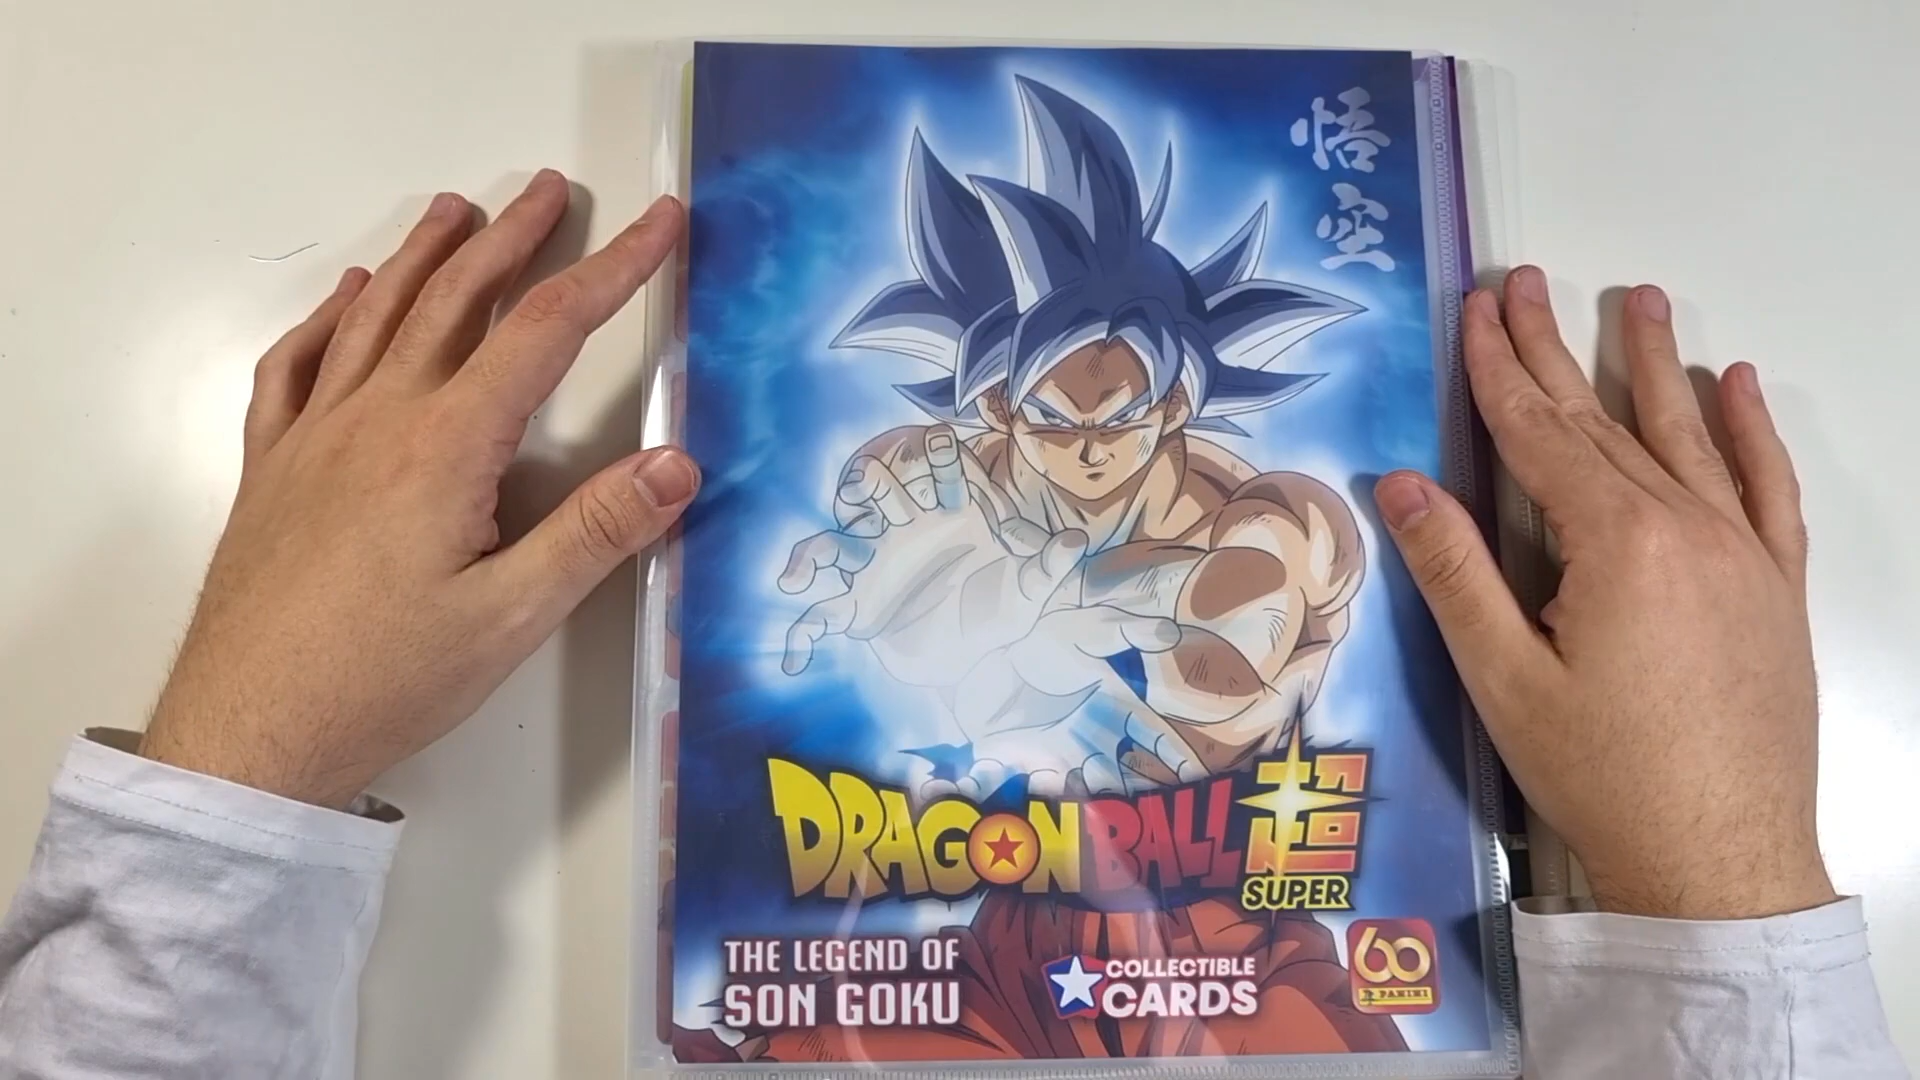 悟
空
DRAGON BALL 超
SUPER
THE LEGEND OF
SON GOKU
COLLECTIBLE
CARDS
60
PANINI